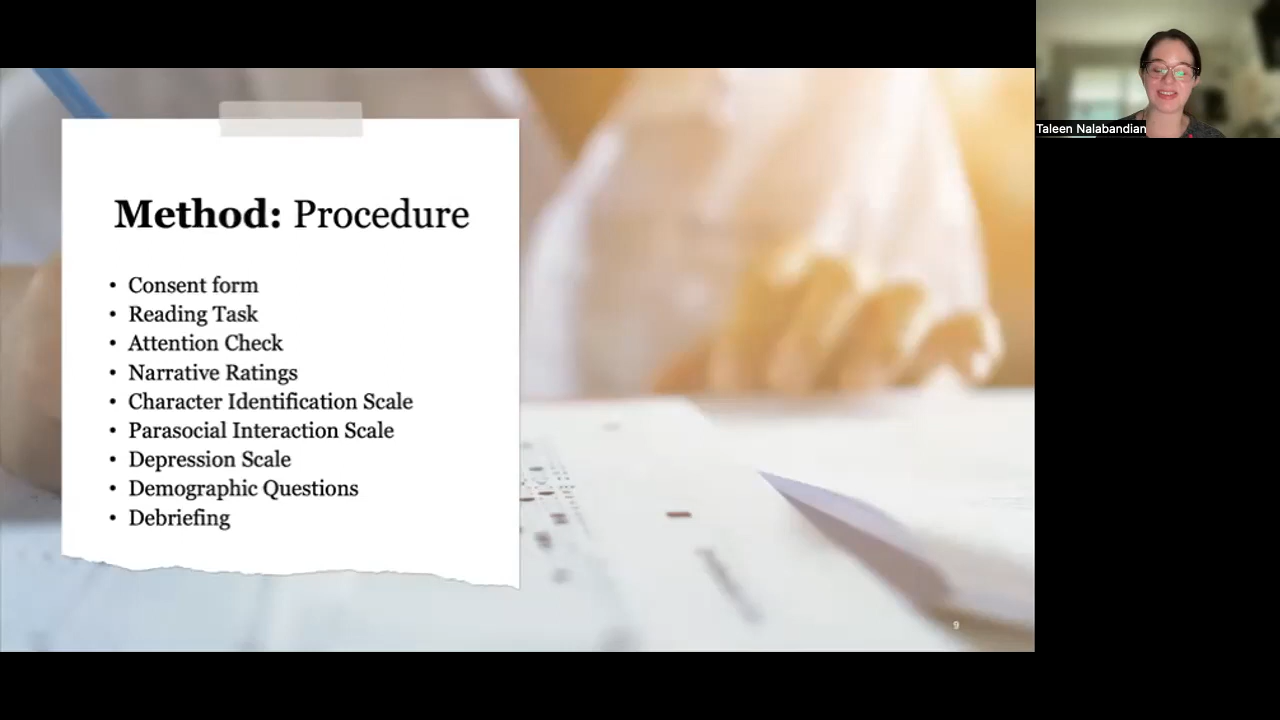 Taleen Nalabandian
Method: Procedure
• Consent form
• Reading Task
• Attention Check
• Narrative Ratings
• Character Identification Scale
• Parasocial Interaction Scale
• Depression Scale
• Demographic Questions
• Debriefing
9